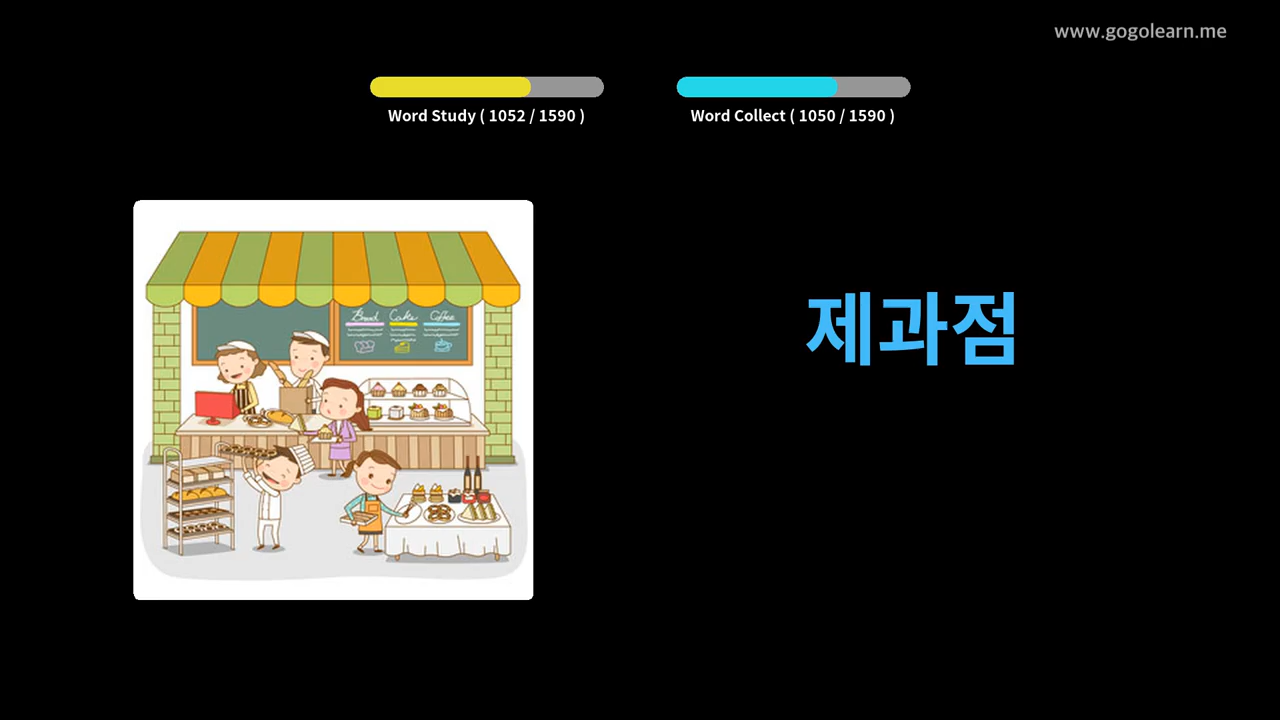 www.gogolearn.me
Word Study ( 1052 / 1590 )
Word Collect ( 1050 / 1590 )
Bread Cake Coffee
제과점